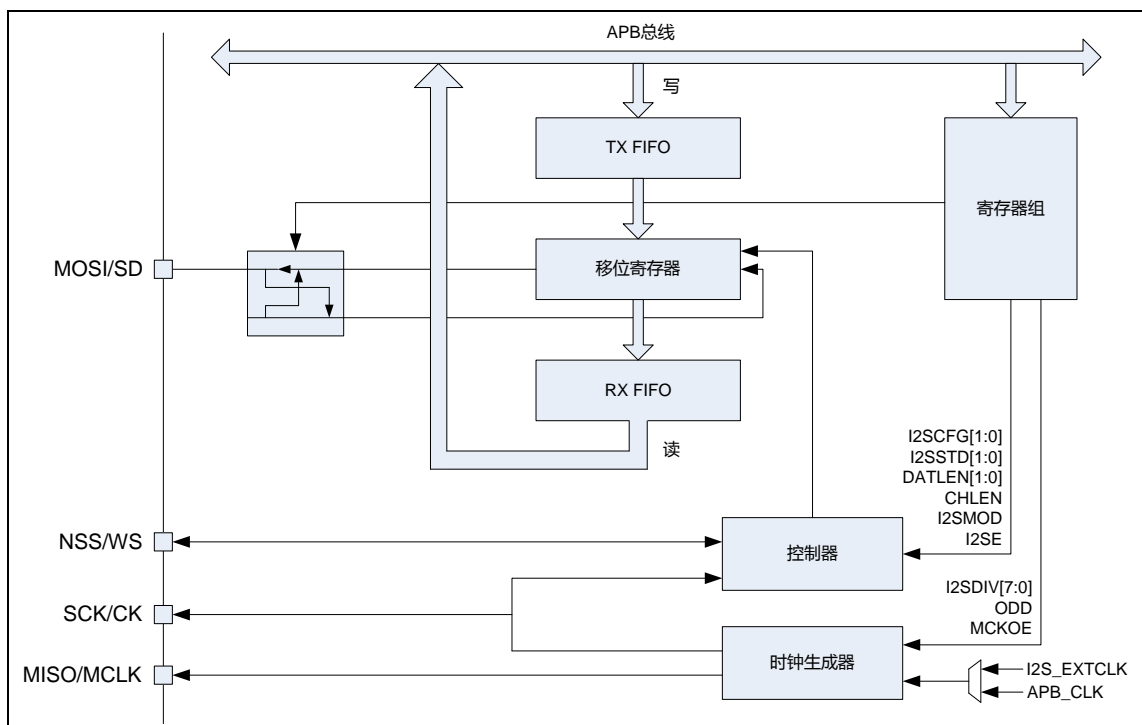 APB总线
写
TX FIFO
寄存器组
MOSI/SD
移位寄存器
RX FIFO
读
I2SCFG[1:0]
I2SSTD[1:0]
DATLEN[1:0]
CHLEN
I2SMOD
I2SE
NSS/WS
控制器
I2SDIV[7:0]
ODD
MCKOE
SCK/CK
时钟生成器
MISO/MCLK
I2S_EXTCLK
APB_CLK